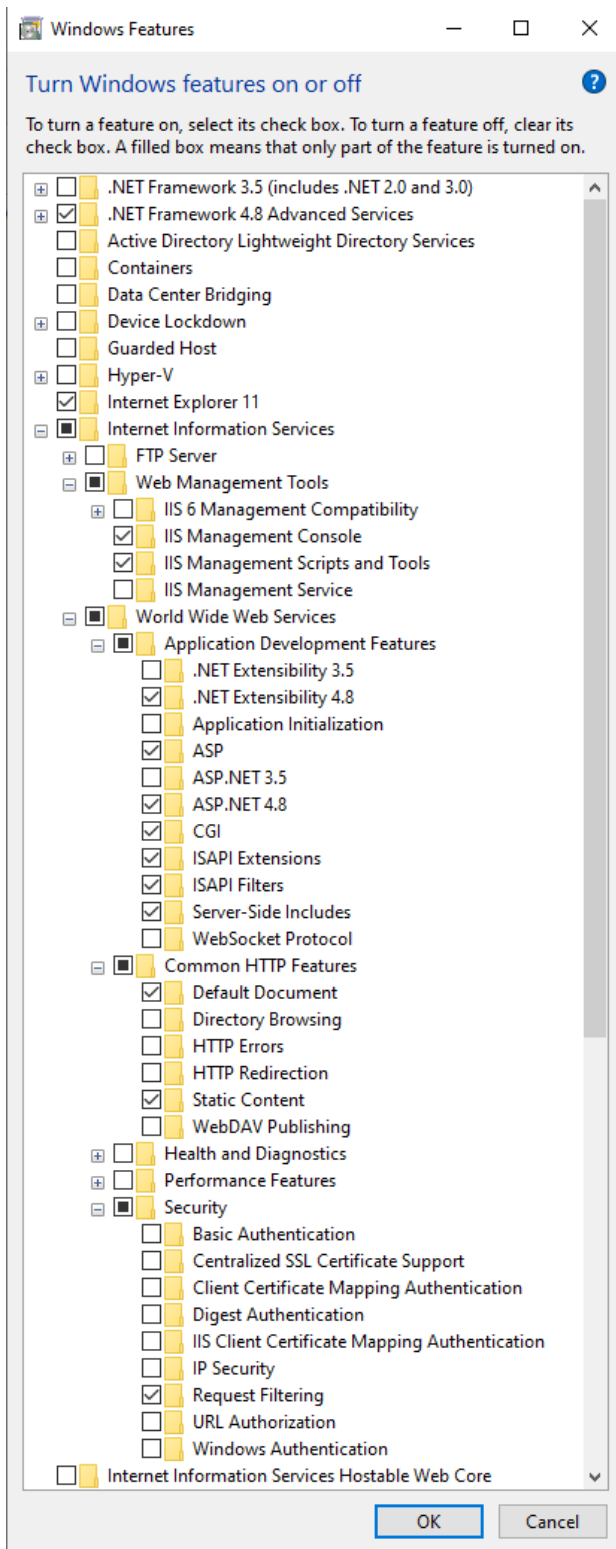 Windows Features
Turn Windows features on or off
?
To turn a feature on, select its check box. To turn a feature off, clear its
check box. A filled box means that only part of the feature is turned on.
.NET Framework 3.5 (includes .NET 2.0 and 3.0)
.NET Framework 4.8 Advanced Services
Active Directory Lightweight Directory Services
Containers
Data Center Bridging
Device Lockdown
Guarded Host
Hyper-V
Internet Explorer 11
Internet Information Services
FTP Server
Web Management Tools
IIS 6 Management Compatibility
IIS Management Console
IIS Management Scripts and Tools
IIS Management Service
World Wide Web Services
Application Development Features
.NET Extensibility 3.5
.NET Extensibility 4.8
Application Initialization
ASP
ASP.NET 3.5
ASP.NET 4.8
CGI
ISAPI Extensions
ISAPI Filters
Server-Side Includes
WebSocket Protocol
Common HTTP Features
Default Document
Directory Browsing
HTTP Errors
HTTP Redirection
Static Content
WebDAV Publishing
Health and Diagnostics
Performance Features
Security
Basic Authentication
Centralized SSL Certificate Support
Client Certificate Mapping Authentication
Digest Authentication
IIS Client Certificate Mapping Authentication
IP Security
Request Filtering
URL Authorization
Windows Authentication
Internet Information Services Hostable Web Core
OK Cancel